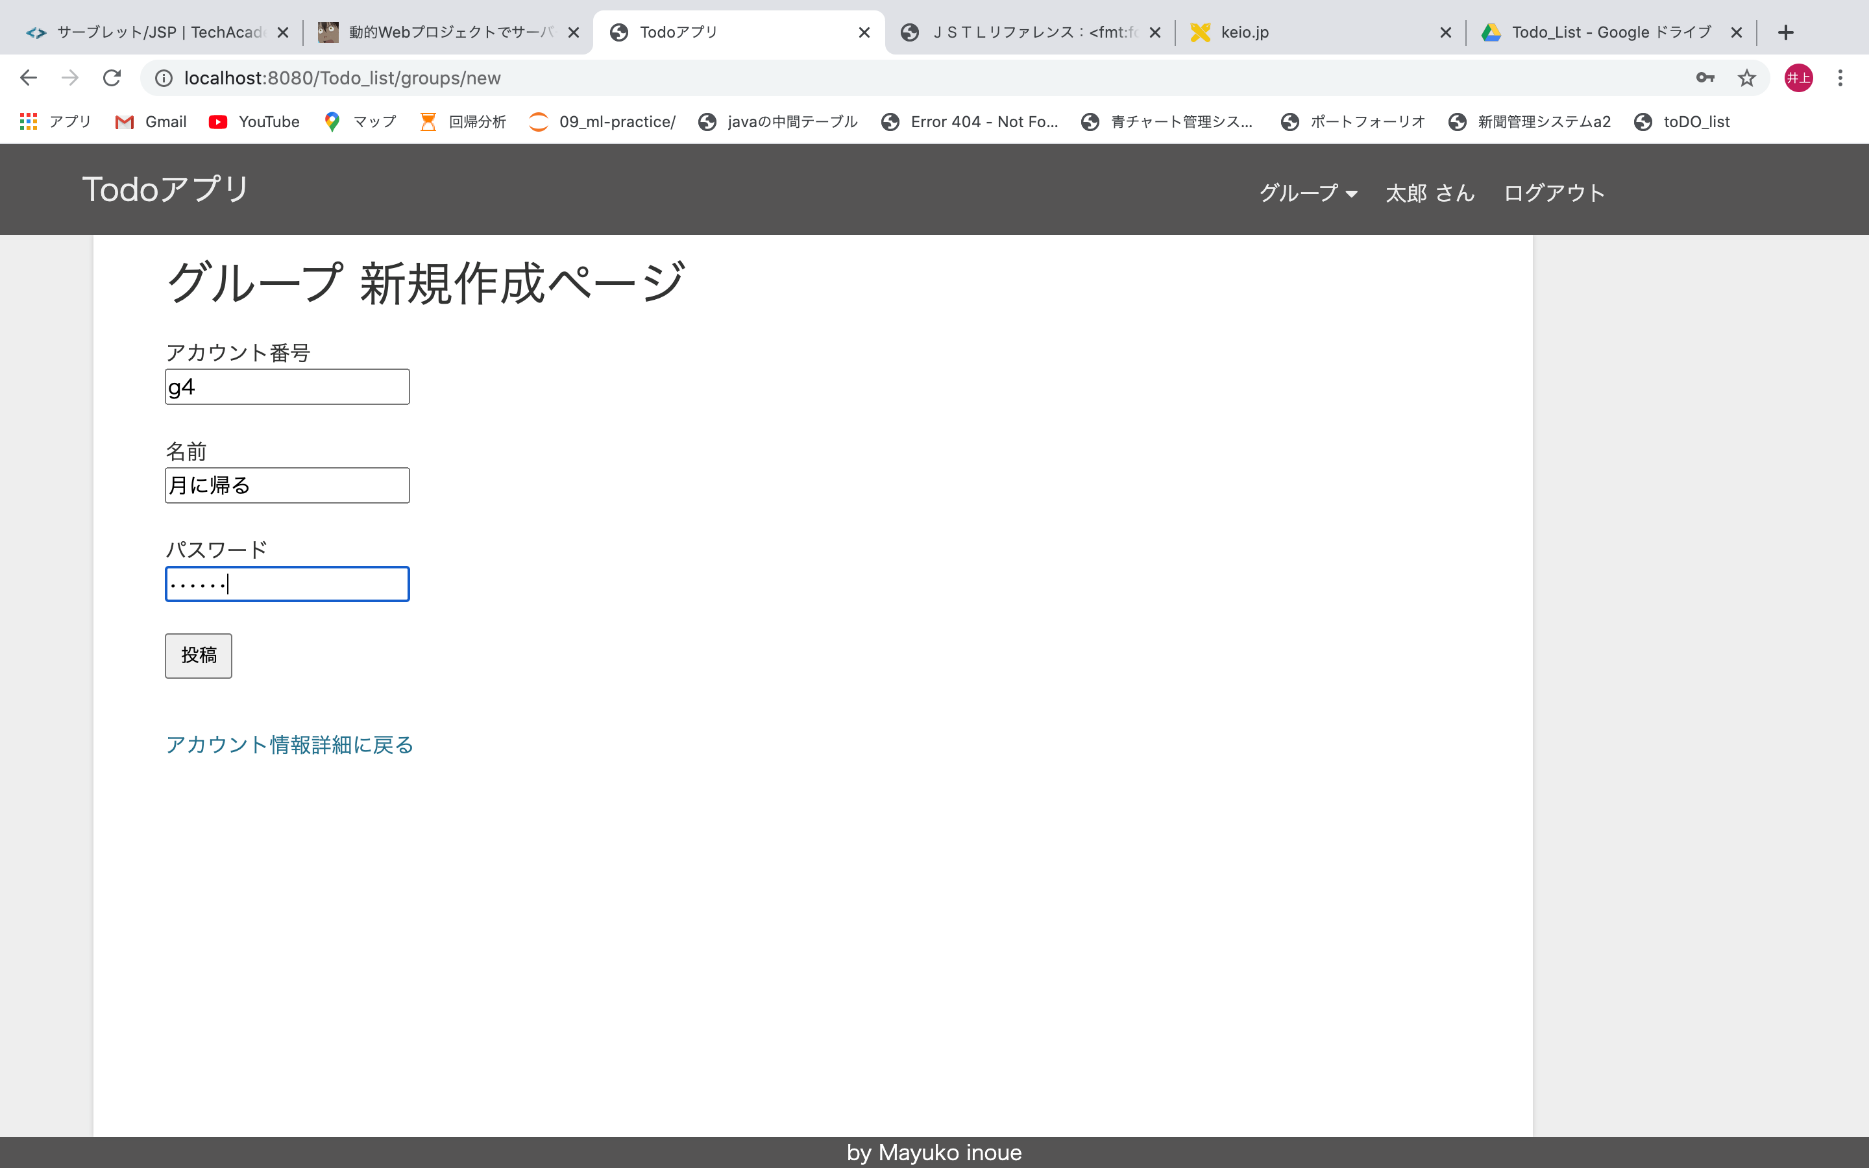 サーブレット/JSP | TechAcad
動的Webプロジェクトでサーバ
Todoアプリ
ＪＳＴＬリファレンス：<fmt:fo
keio.jp
Todo_List - Google ドライブ
localhost:8080/Todo_list/groups/new
井上
アプリ
Gmail
YouTube
マップ
回帰分析
09_ml-practice/
javaの中間テーブル
Error 404 - Not Fo...
青チャート管理シス...
ポートフォーリオ
新聞管理システムa2
toDO_list
Todoアプリ
グループ
太郎 さん
ログアウト
グループ 新規作成ページ
アカウント番号
g4
名前
月に帰る
パスワード
······
投稿
アカウント情報詳細に戻る
by Mayuko inoue